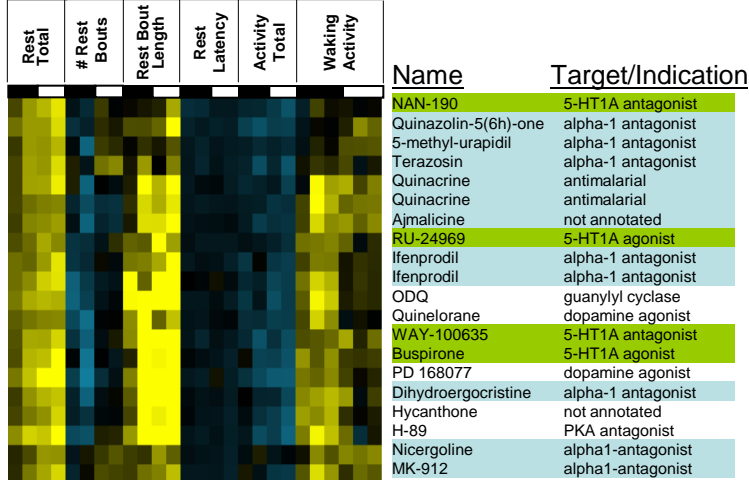 Rest
Total
# Rest
Bouts
Rest Bout
Length
Rest
Latency
Activity
Total
Waking
Activity
Name Target/Indication
NAN-190 5-HT1A antagonist
Quinazolin-5(6h)-one alpha-1 antagonist
5-methyl-urapidil alpha-1 antagonist
Terazosin alpha-1 antagonist
Quinacrine antimalarial
Quinacrine antimalarial
Ajmalicine not annotated
RU-24969 5-HT1A agonist
Ifenprodil alpha-1 antagonist
Ifenprodil alpha-1 antagonist
ODQ guanylyl cyclase
Quinelorane dopamine agonist
WAY-100635 5-HT1A antagonist
Buspirone 5-HT1A agonist
PD 168077 dopamine agonist
Dihydroergocristine alpha-1 antagonist
Hycanthone not annotated
H-89 PKA antagonist
Nicergoline alpha1-antagonist
MK-912 alpha1-antagonist